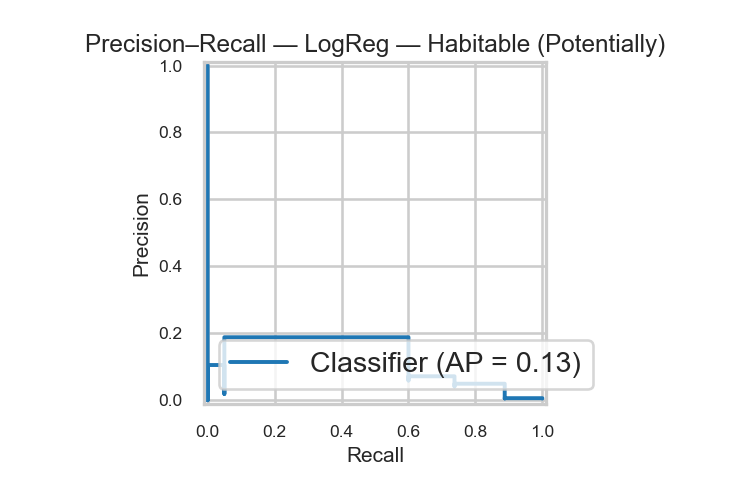 Precision–Recall — LogReg — Habitable (Potentially)
1.0
0.8
0.6
0.4
0.2
0.0
Precision
Classifier (AP = 0.13)
0.0 0.2 0.4 0.6 0.8 1.0
Recall